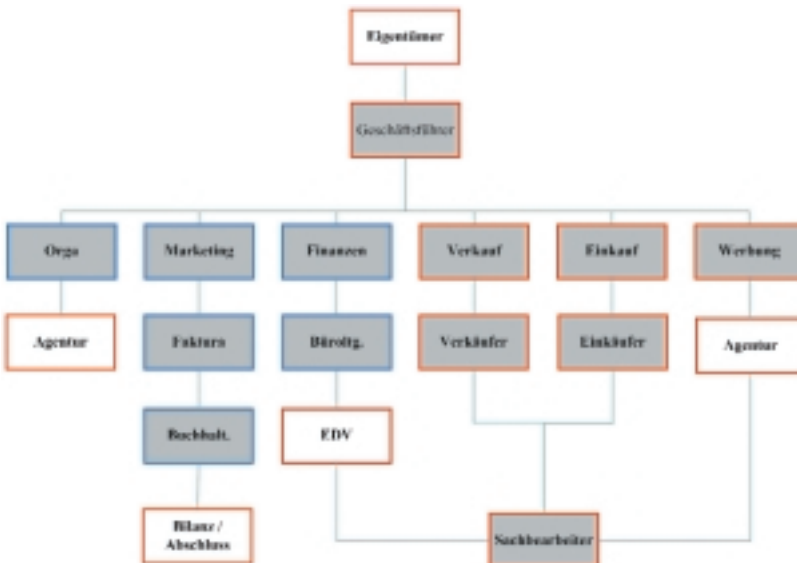 Eigentümer
Geschäftsführer
Orga
Marketing
Finanzen
Verkauf
Einkauf
Werbung
Agentur
Faktura
Büroltg.
Verkäufer
Einkäufer
Agentur
Buchhalt.
EDV
Bilanz /
Abschluss
Sachbearbeiter